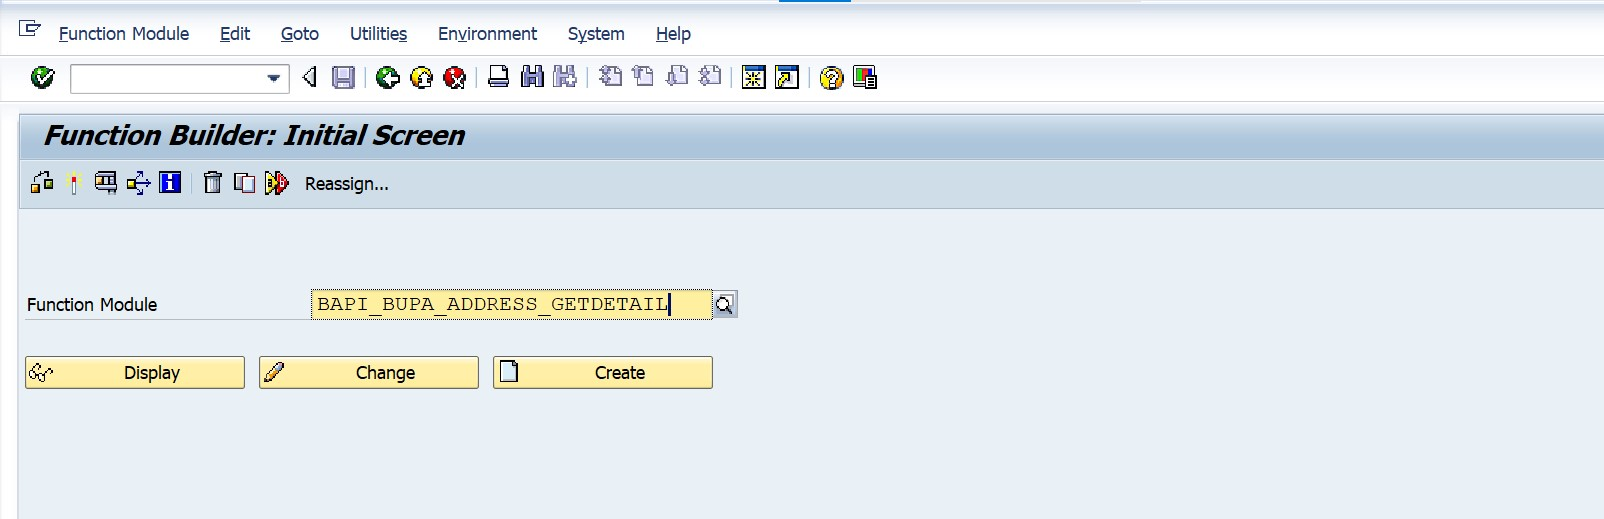 Function Module Edit Goto Utilities Environment System Help
Function Builder: Initial Screen
Reassign...
Function Module BAPI_BUPA_ADDRESS_GETDETAIL
Display Change Create